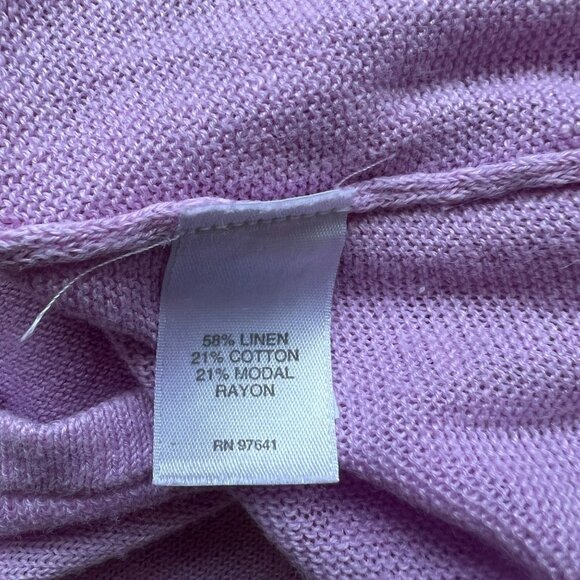 58% LINEN
21% COTTON
21% MODAL
RAYON
RN 97641